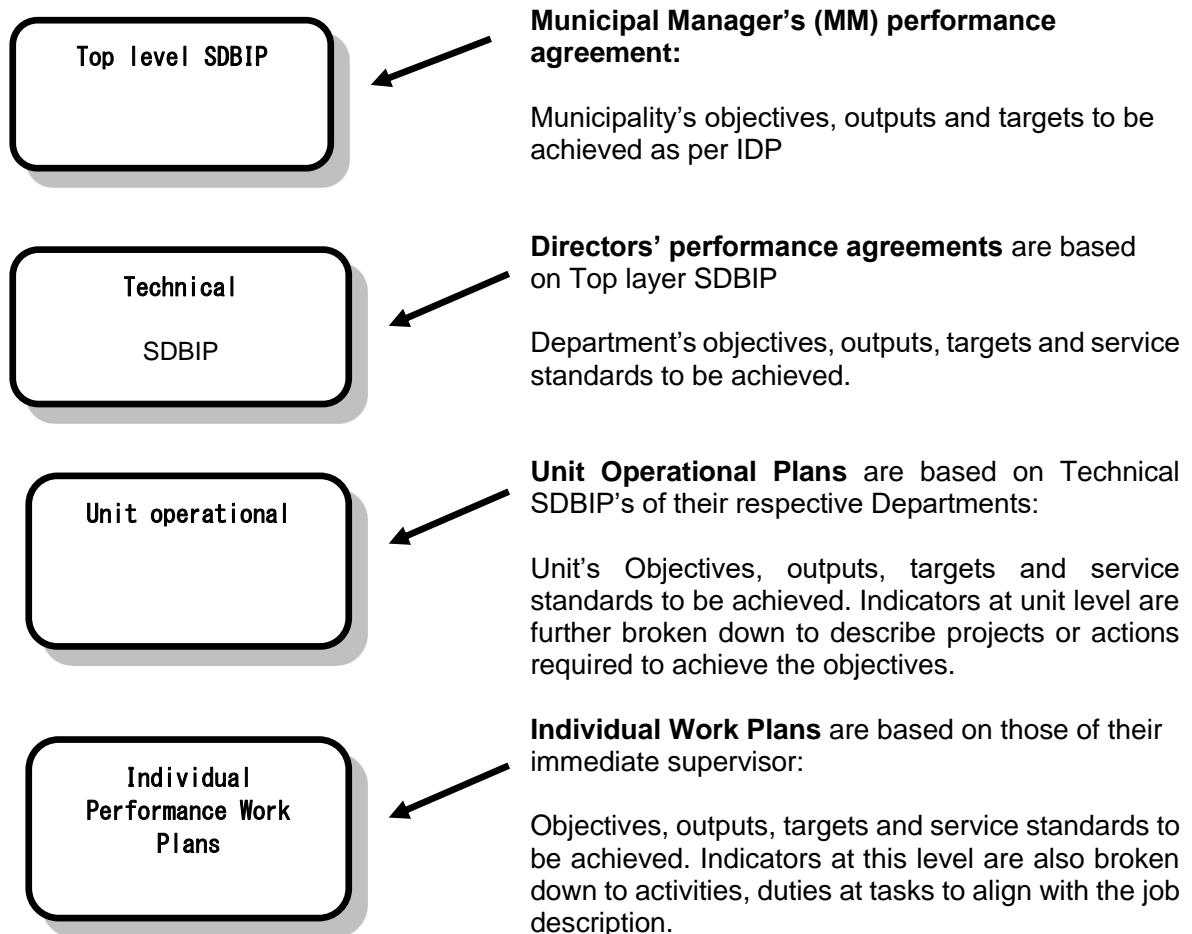 Top level SDBIP
Municipal Manager's (MM) performance
agreement:
Municipality's objectives, outputs and targets to be
achieved as per IDP
Technical
SDBIP
Directors' performance agreements are based
on Top layer SDBIP
Department's objectives, outputs, targets and service
standards to be achieved.
Unit operational
Unit Operational Plans are based on Technical
SDBIP's of their respective Departments:
Unit's Objectives, outputs, targets and service
standards to be achieved. Indicators at unit level are
further broken down to describe projects or actions
required to achieve the objectives.
Individual
Performance Work
Plans
Individual Work Plans are based on those of their
immediate supervisor:
Objectives, outputs, targets and service standards to
be achieved. Indicators at this level are also broken
down to activities, duties at tasks to align with the job
description.